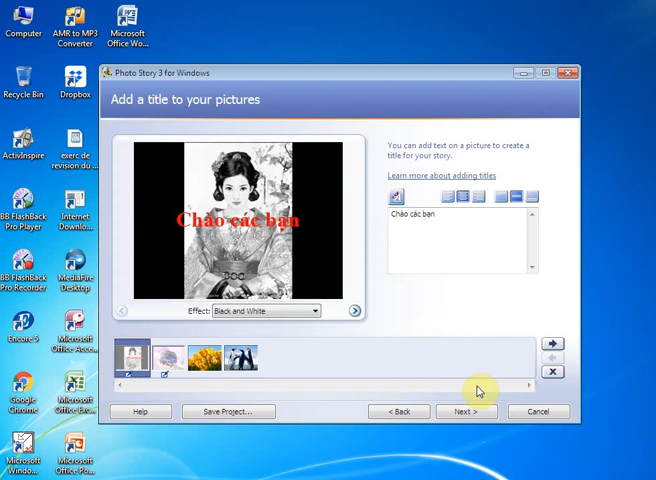 Computer
AMR to MP3
Converter
Microsoft
Office Wo...
Recycle Bin
Dropbox
ActivInspire
exerc de
revision du ...
BB FlashBack
Pro Player
Internet
Downlo...
BB FlashBack
Pro Recorder
MediaFire
Desktop
Encore 5
Microsoft
Office Acce...
Google
Chrome
Microsoft
Office Exc...
Microsoft
Windo...
Microsoft
Office Po...
Photo Story 3 for Windows
Add a title to your pictures
You can add text on a picture to create a
title for your story.
Learn more about adding titles
Chào các bạn
Chào các bạn
Effect: Black and White
Help
Save Project...
< Back
Next >
Cancel